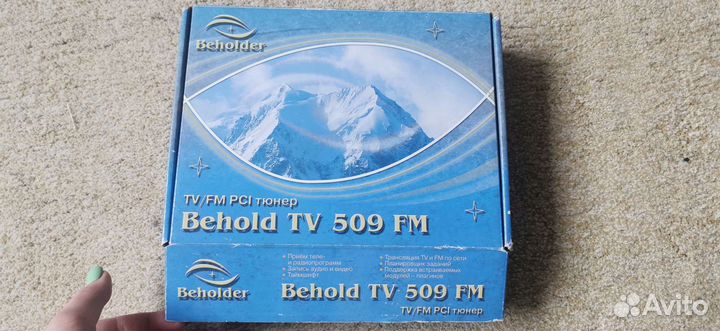 Beholder
TV/FM PCI тюнер
Behold TV 509 FM
Beholder
• Приём теле-
и радиопрограмм
• Запись аудио и видео
• Таймшифт
• Трансляция TV и FM по сети
• Планировщик заданий
• Поддержка встраиваемых
модулей – плагинов
Behold TV 509 FM
TV/FM PCI тюнер
Avito